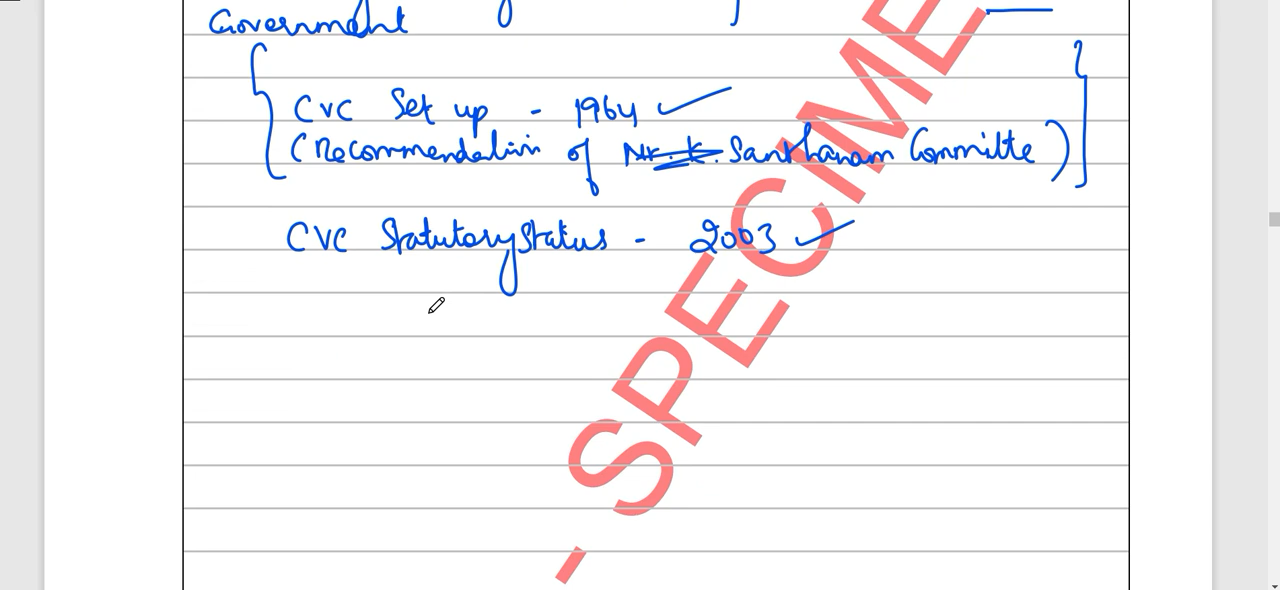 Government
CVC Set up - 1964
(Recommendation of Santhanam Committe)
CVC Statutory Status - 2003
- SPECIME